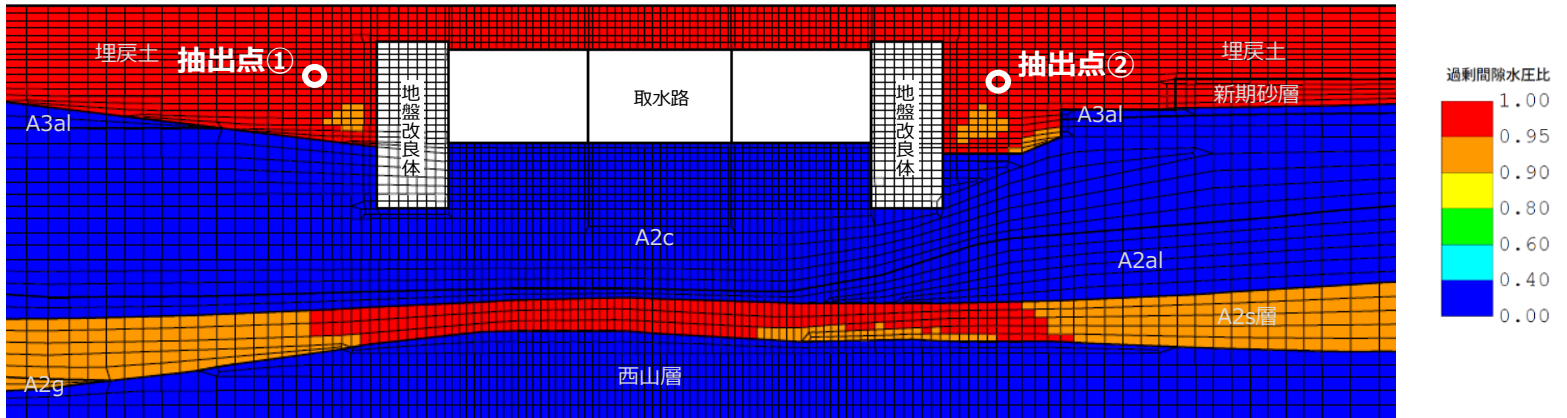 埋戻土
抽出点①
抽出点②
埋戻土
過剰間隙水圧比
地盤改良体
取水路
地盤改良体
新期砂層
A3al
A3al
1.00
0.95
0.90
0.80
0.60
0.40
0.00
A2c
A2al
A2s層
A2g
西山層